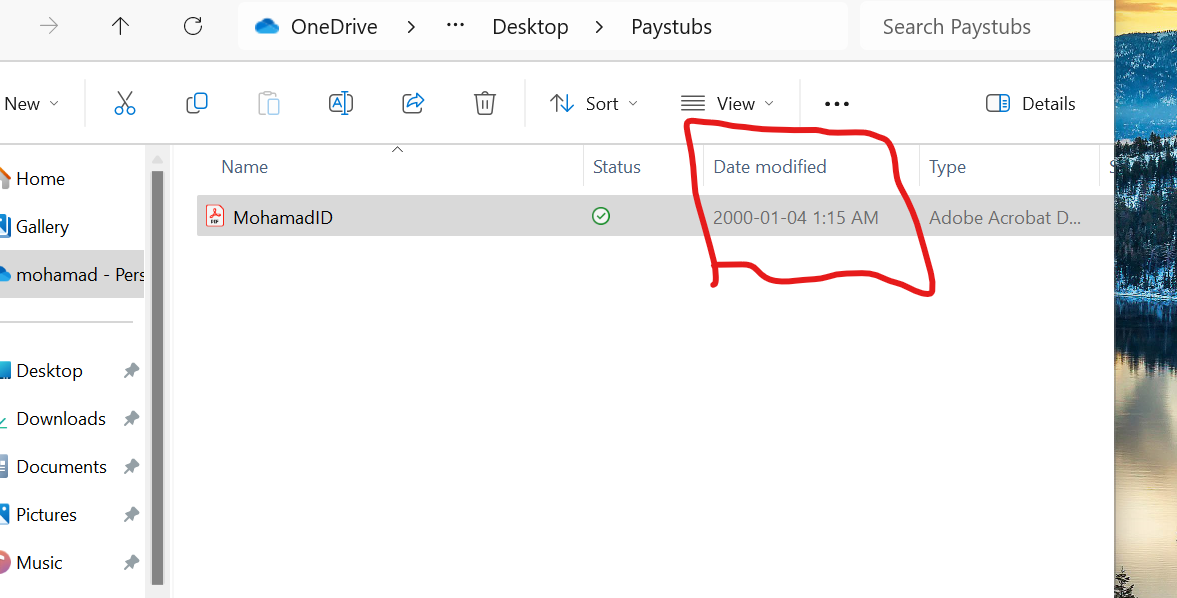 OneDrive > ... Desktop > Paystubs Search Paystubs
New Sort View ... Details
Name Status Date modified Type
Home
MohamadID 2000-01-04 1:15 AM Adobe Acrobat D...
Gallery
mohamad - Pers
Desktop
Downloads
Documents
Pictures
Music